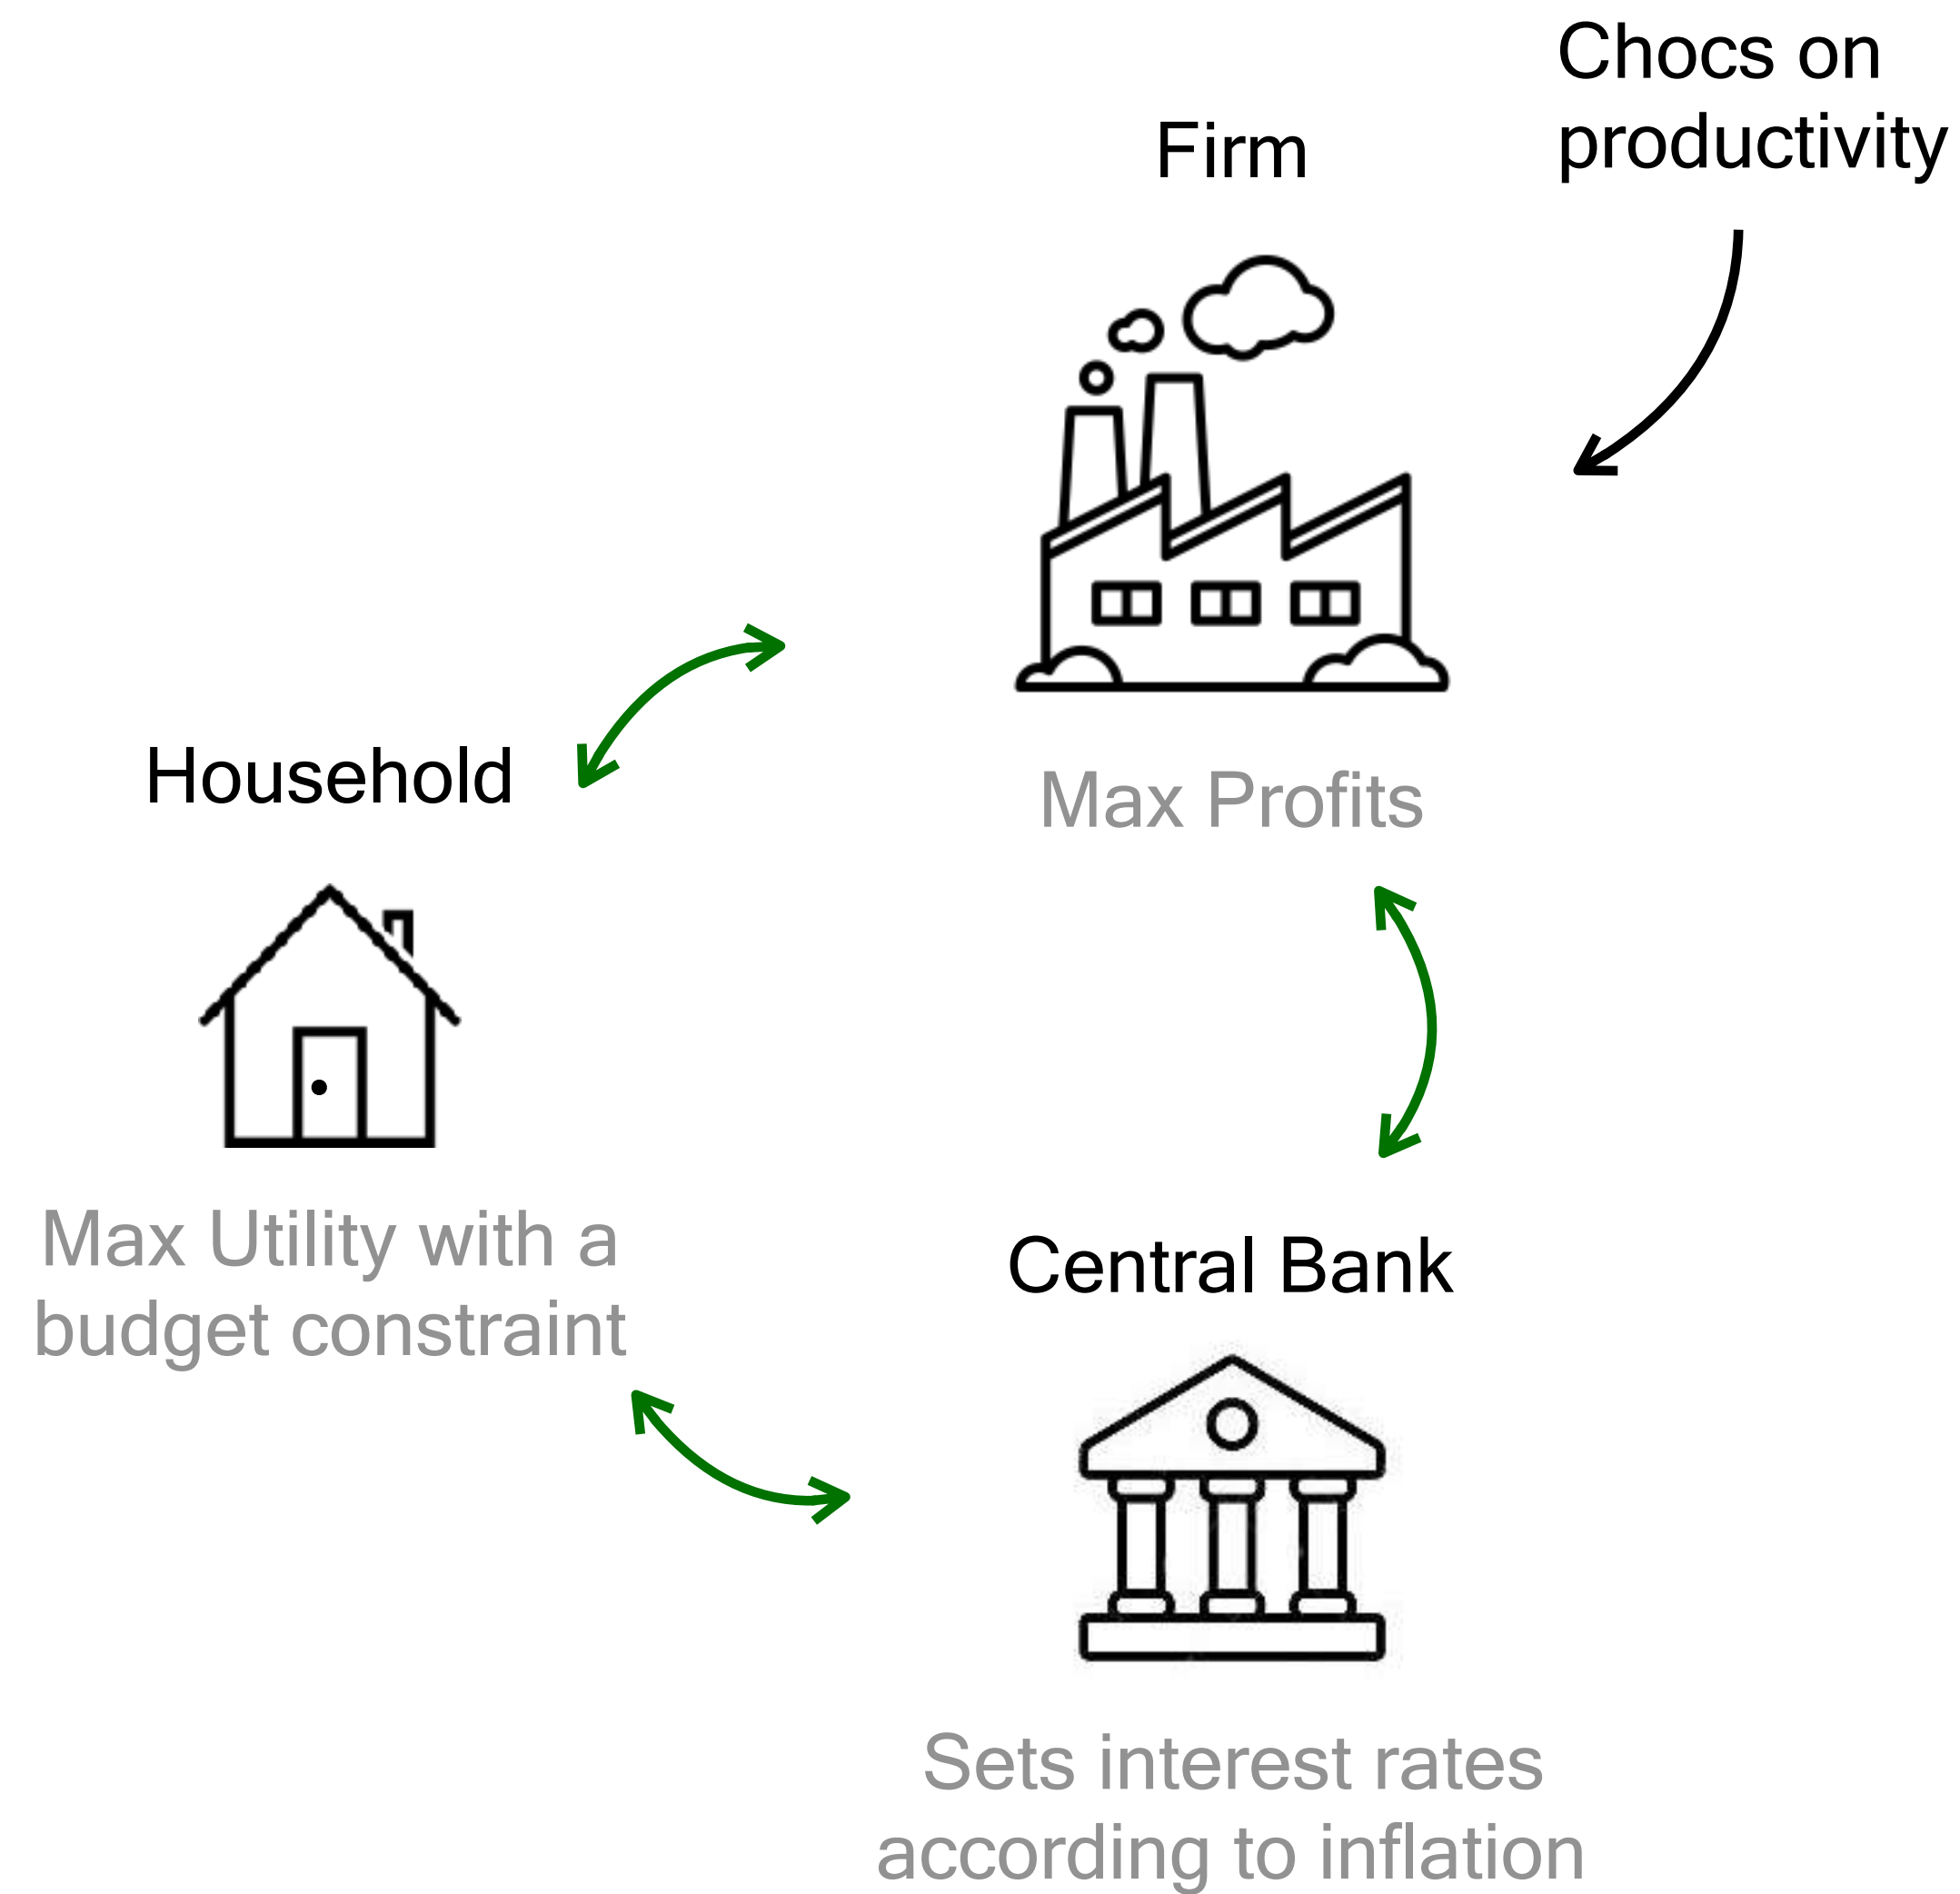 Chocs on
productivity
Firm
Max Profits
Household
Max Utility with a
budget constraint
Central Bank
Sets interest rates
according to inflation